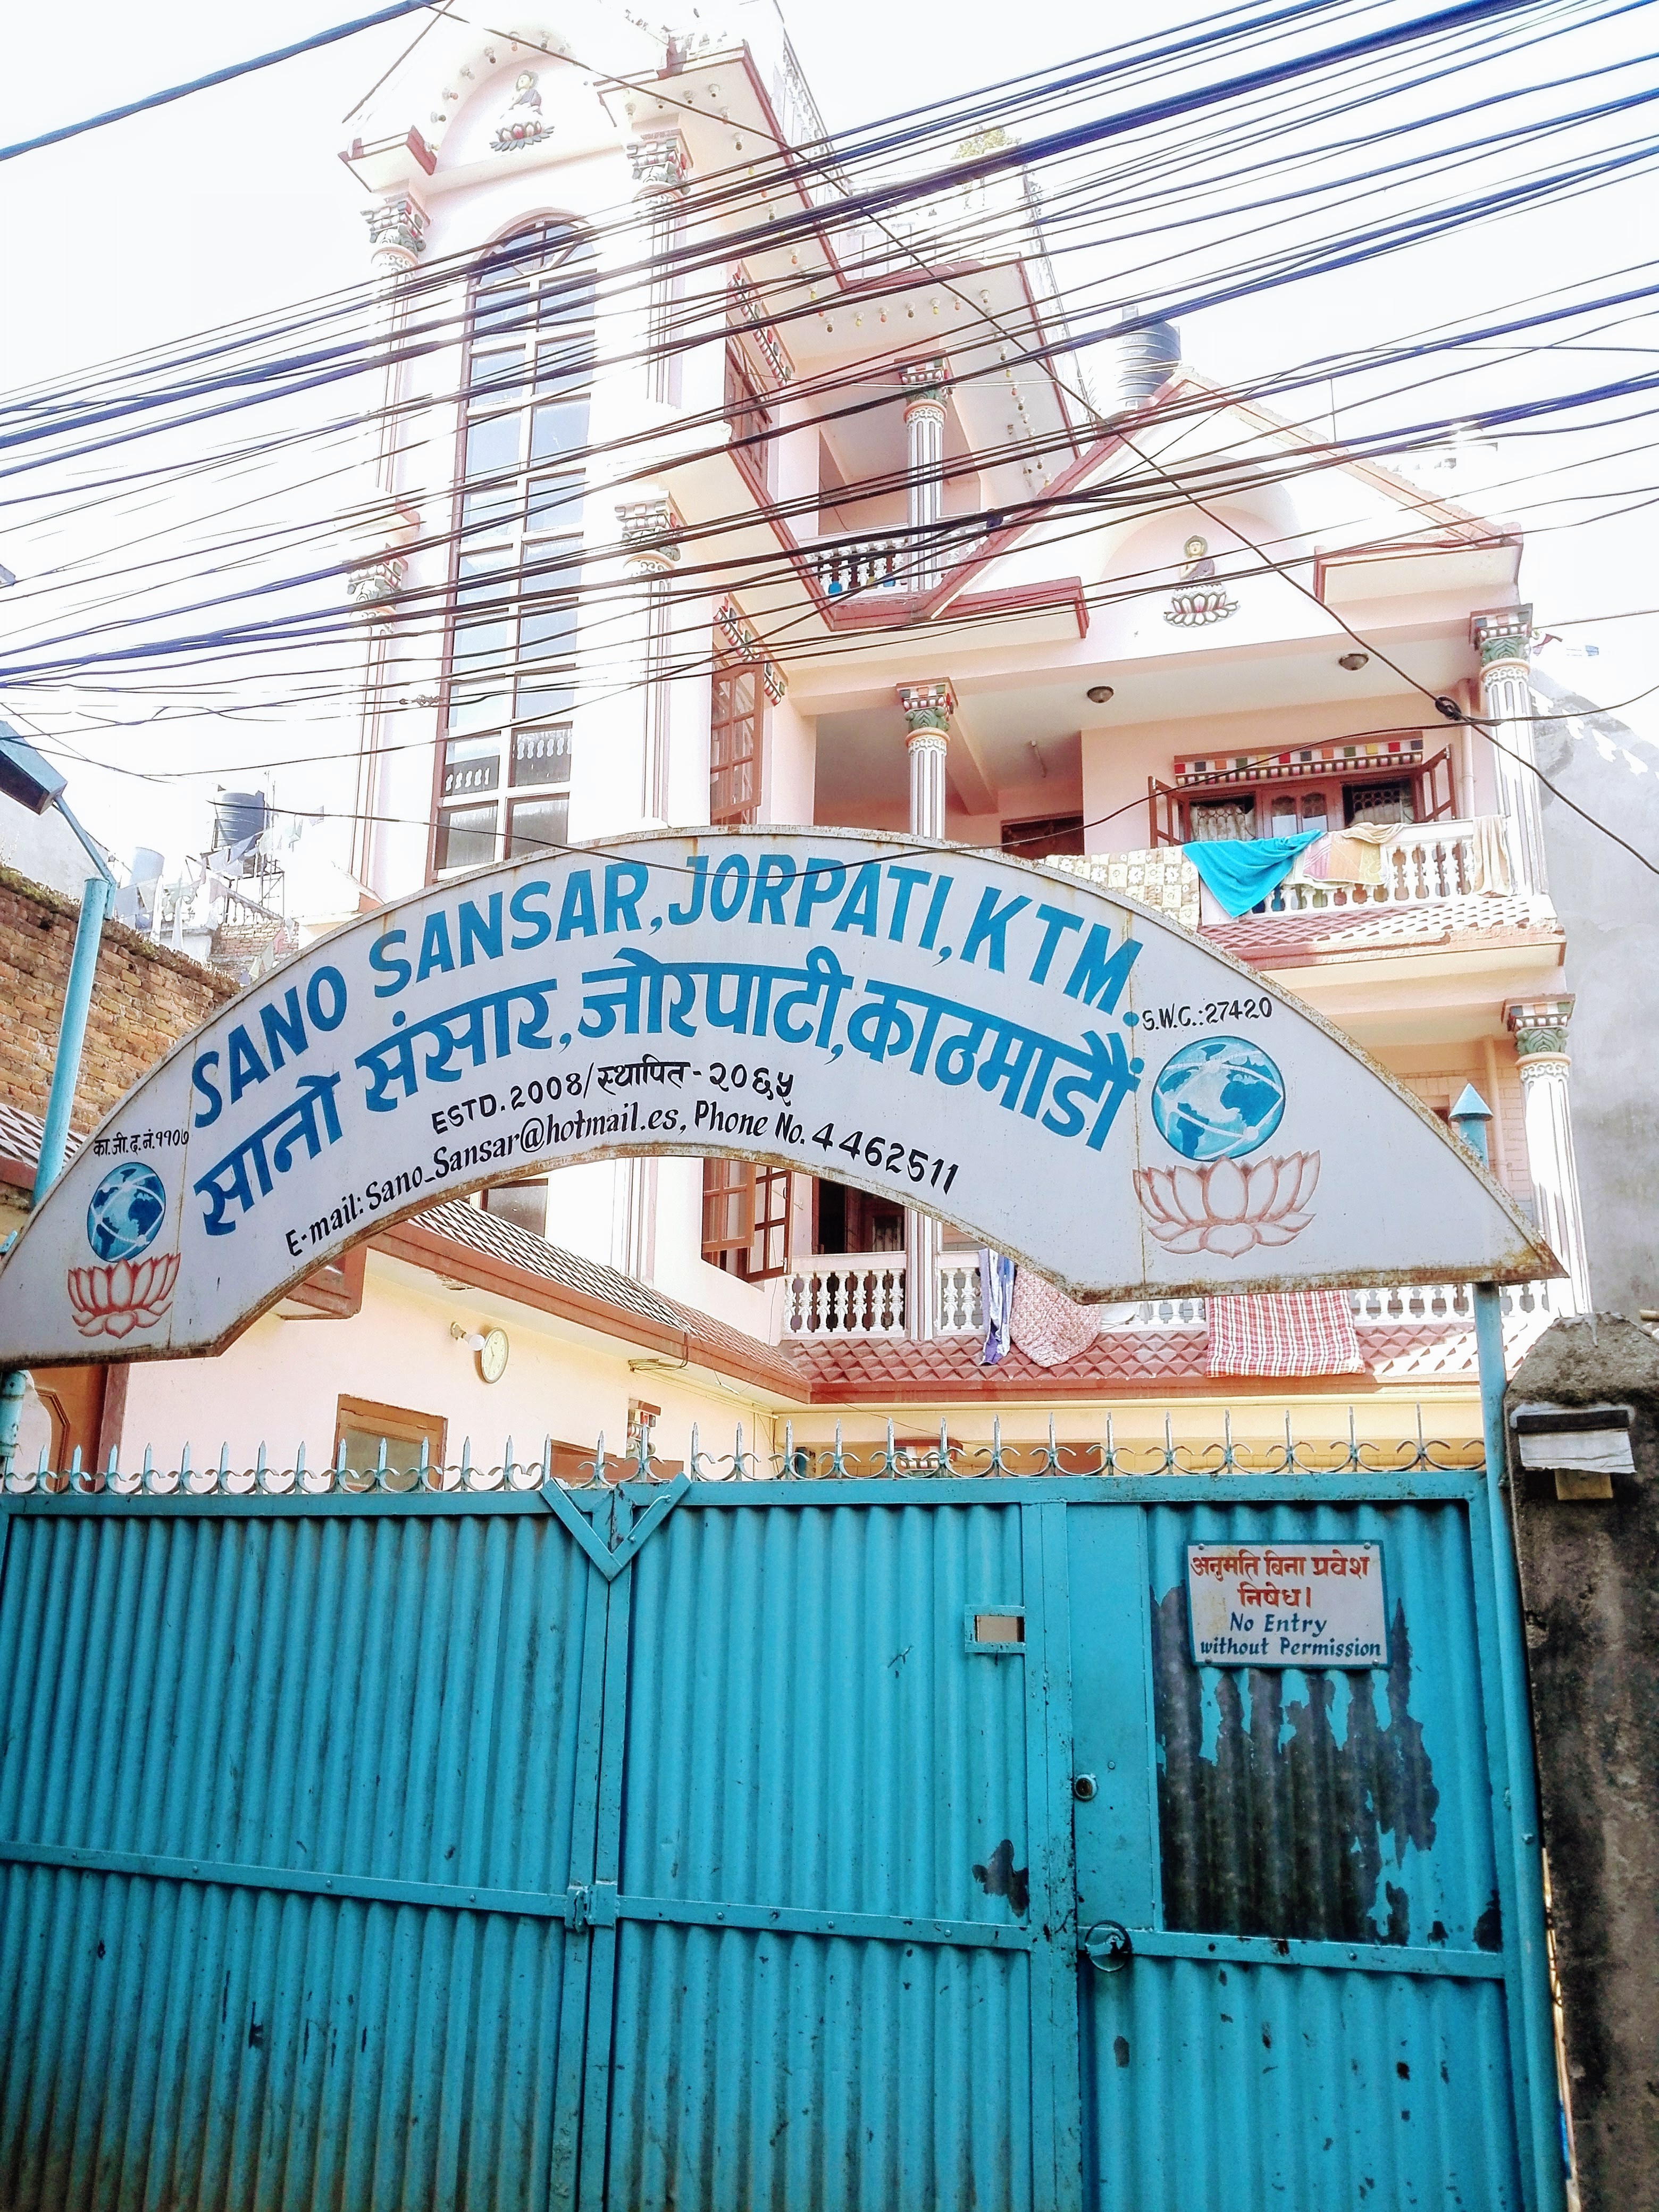 SANO SANSAR, JORPATI, KTM.
सानो संसार, जोरपाटी, काठमाडौं
S.W.C.:27420
का.जी.द.नं.११०७
ESTD.2008/स्थापित-२०६५
E-mail: Sano_Sansar@hotmail.es, Phone No. 4462511
अनुमति बिना प्रवेश
निषेध।
No Entry
without Permission